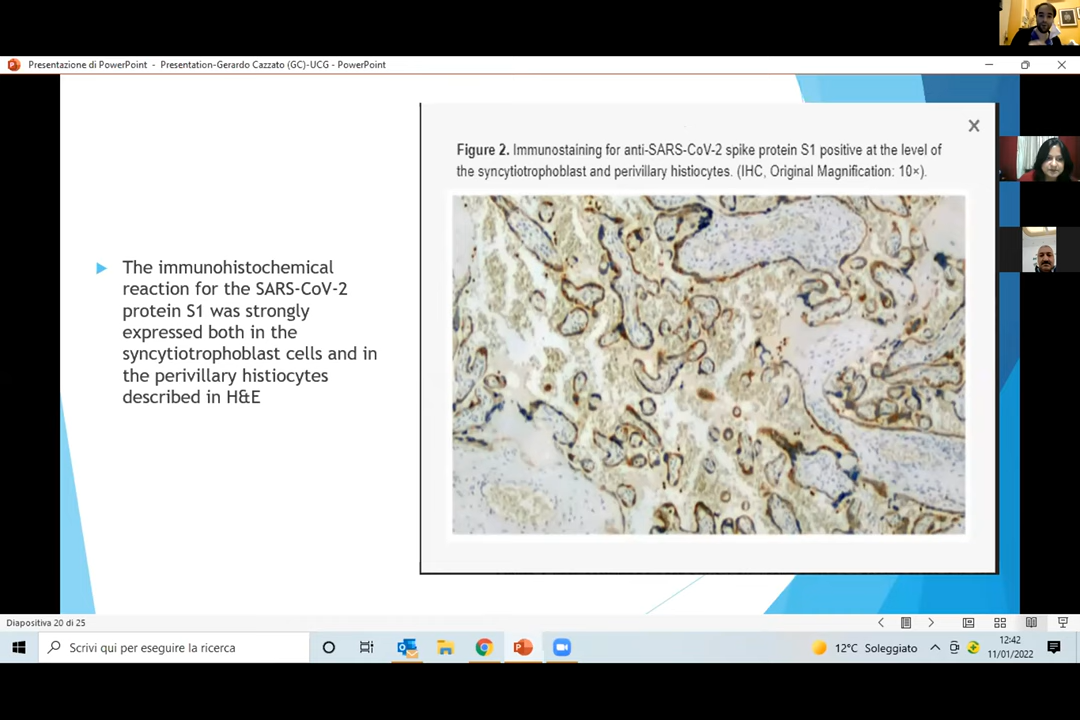 Presentazione di PowerPoint - Presentation-Gerardo Cazzato (GC)-UCG - PowerPoint
Figure 2. Immunostaining for anti-SARS-CoV-2 spike protein S1 positive at the level of
the syncytiotrophoblast and perivillary histiocytes. (IHC, Original Magnification: 10×).
The immunohistochemical
reaction for the SARS-CoV-2
protein S1 was strongly
expressed both in the
syncytiotrophoblast cells and in
the perivillary histiocytes
described in H&E
Diapositiva 20 di 25
Scrivi qui per eseguire la ricerca
12°C Soleggiato
12:42
11/01/2022